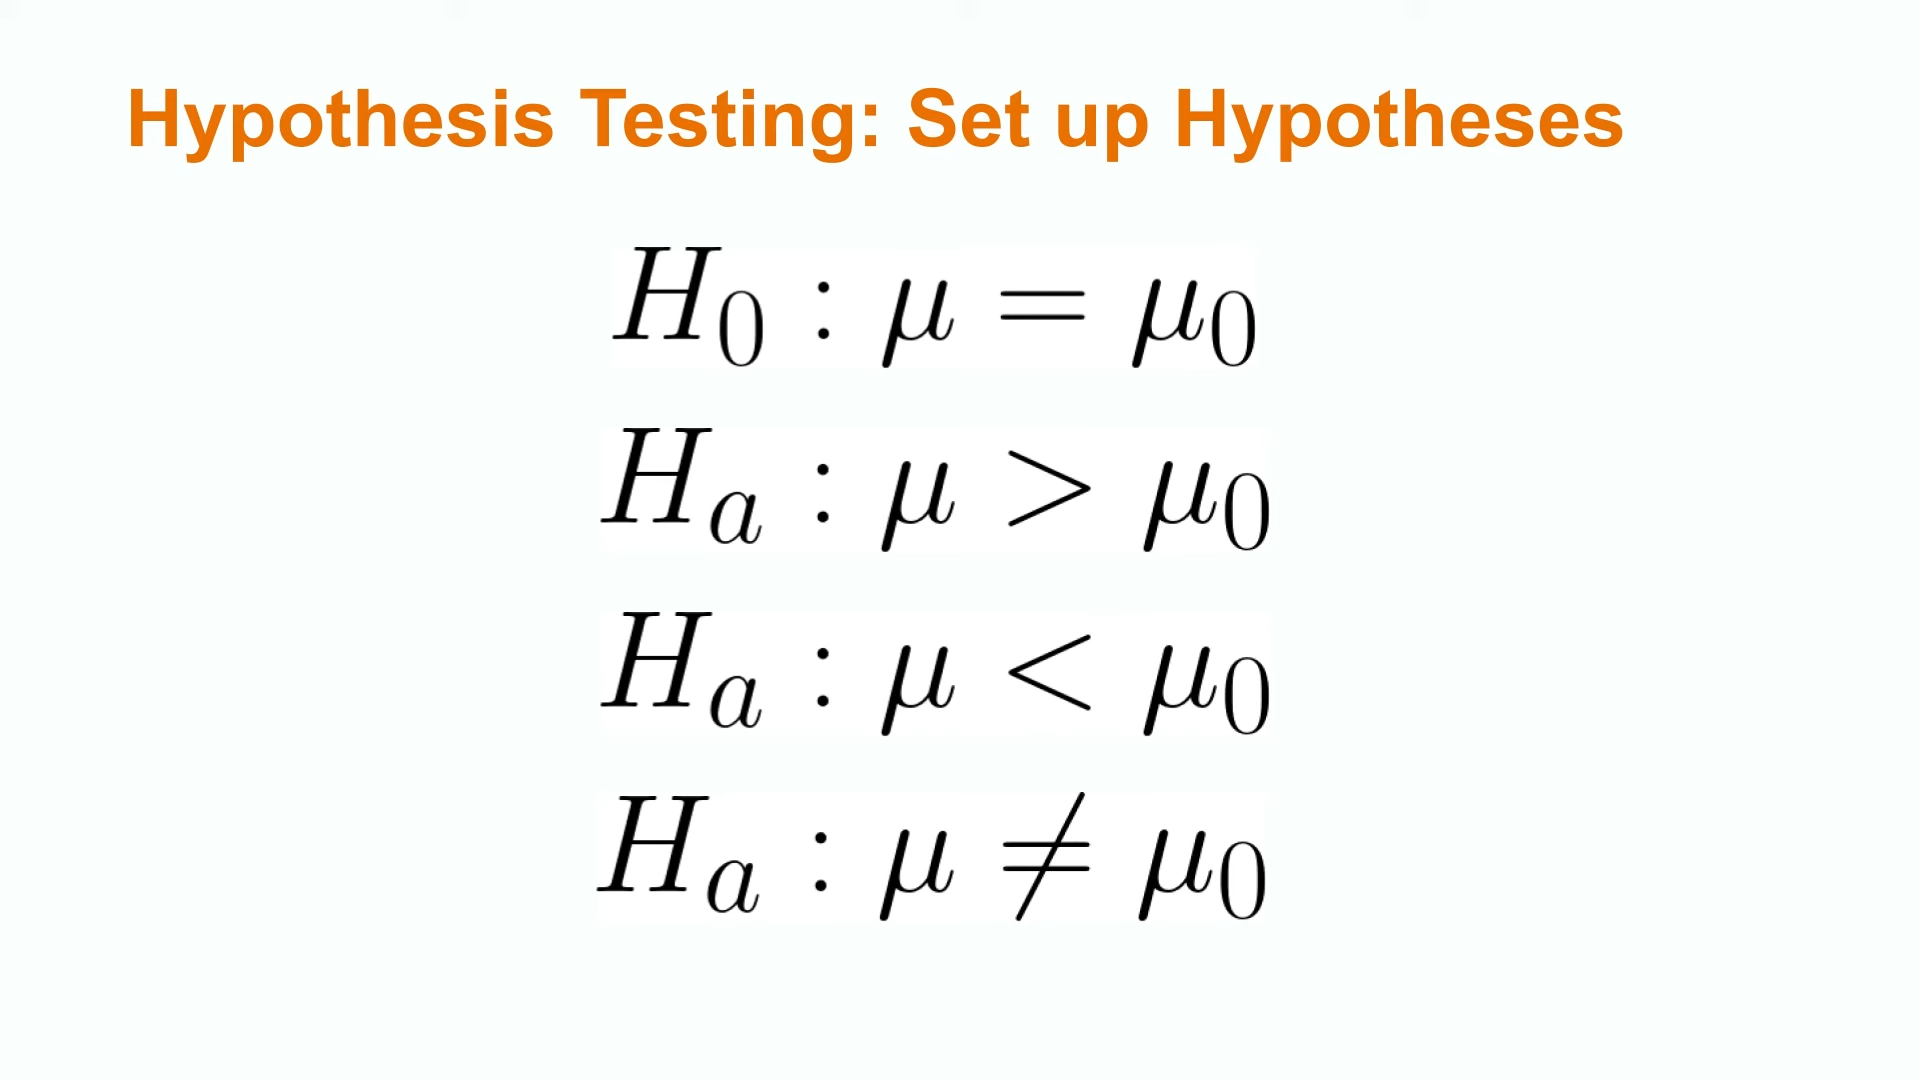 Hypothesis Testing: Set up Hypotheses
H₀ : μ = μ₀
Hₐ : μ > μ₀
Hₐ : μ < μ₀
Hₐ : μ ≠ μ₀